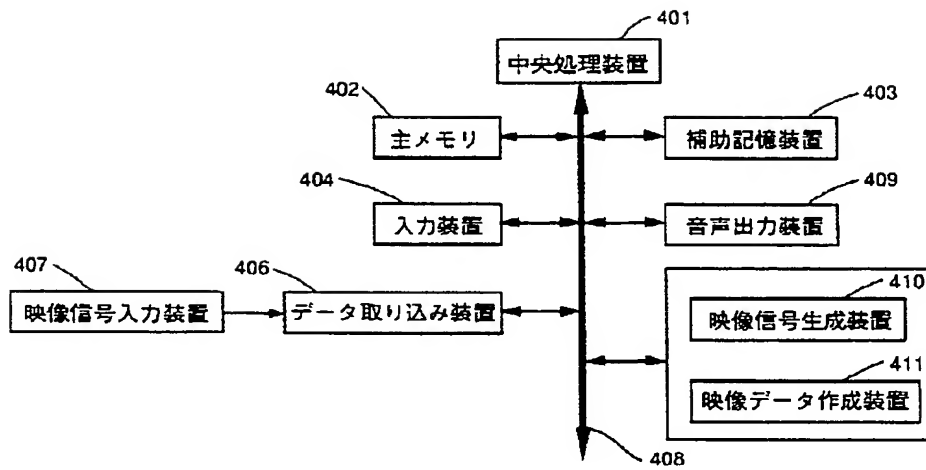 401
中央処理装置
402
主メモリ
403
補助記憶装置
404
入力装置
409
音声出力装置
407
映像信号入力装置
406
データ取り込み装置
410
映像信号生成装置
411
映像データ作成装置
408